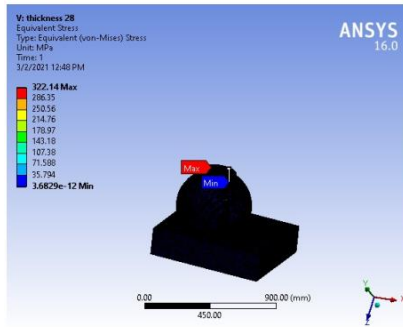 V: thickness 28
Equivalent Stress
Type: Equivalent (von-Mises) Stress
Unit: MPa
Time: 1
3/2/2021 12:48 PM
322.14 Max
286.35
250.56
214.76
178.97
143.18
107.38
71.588
35.794
3.6829e-12 Min
ANSYS
16.0
Max
Min
0.00
900.00 (mm)
450.00
Y
X
Z